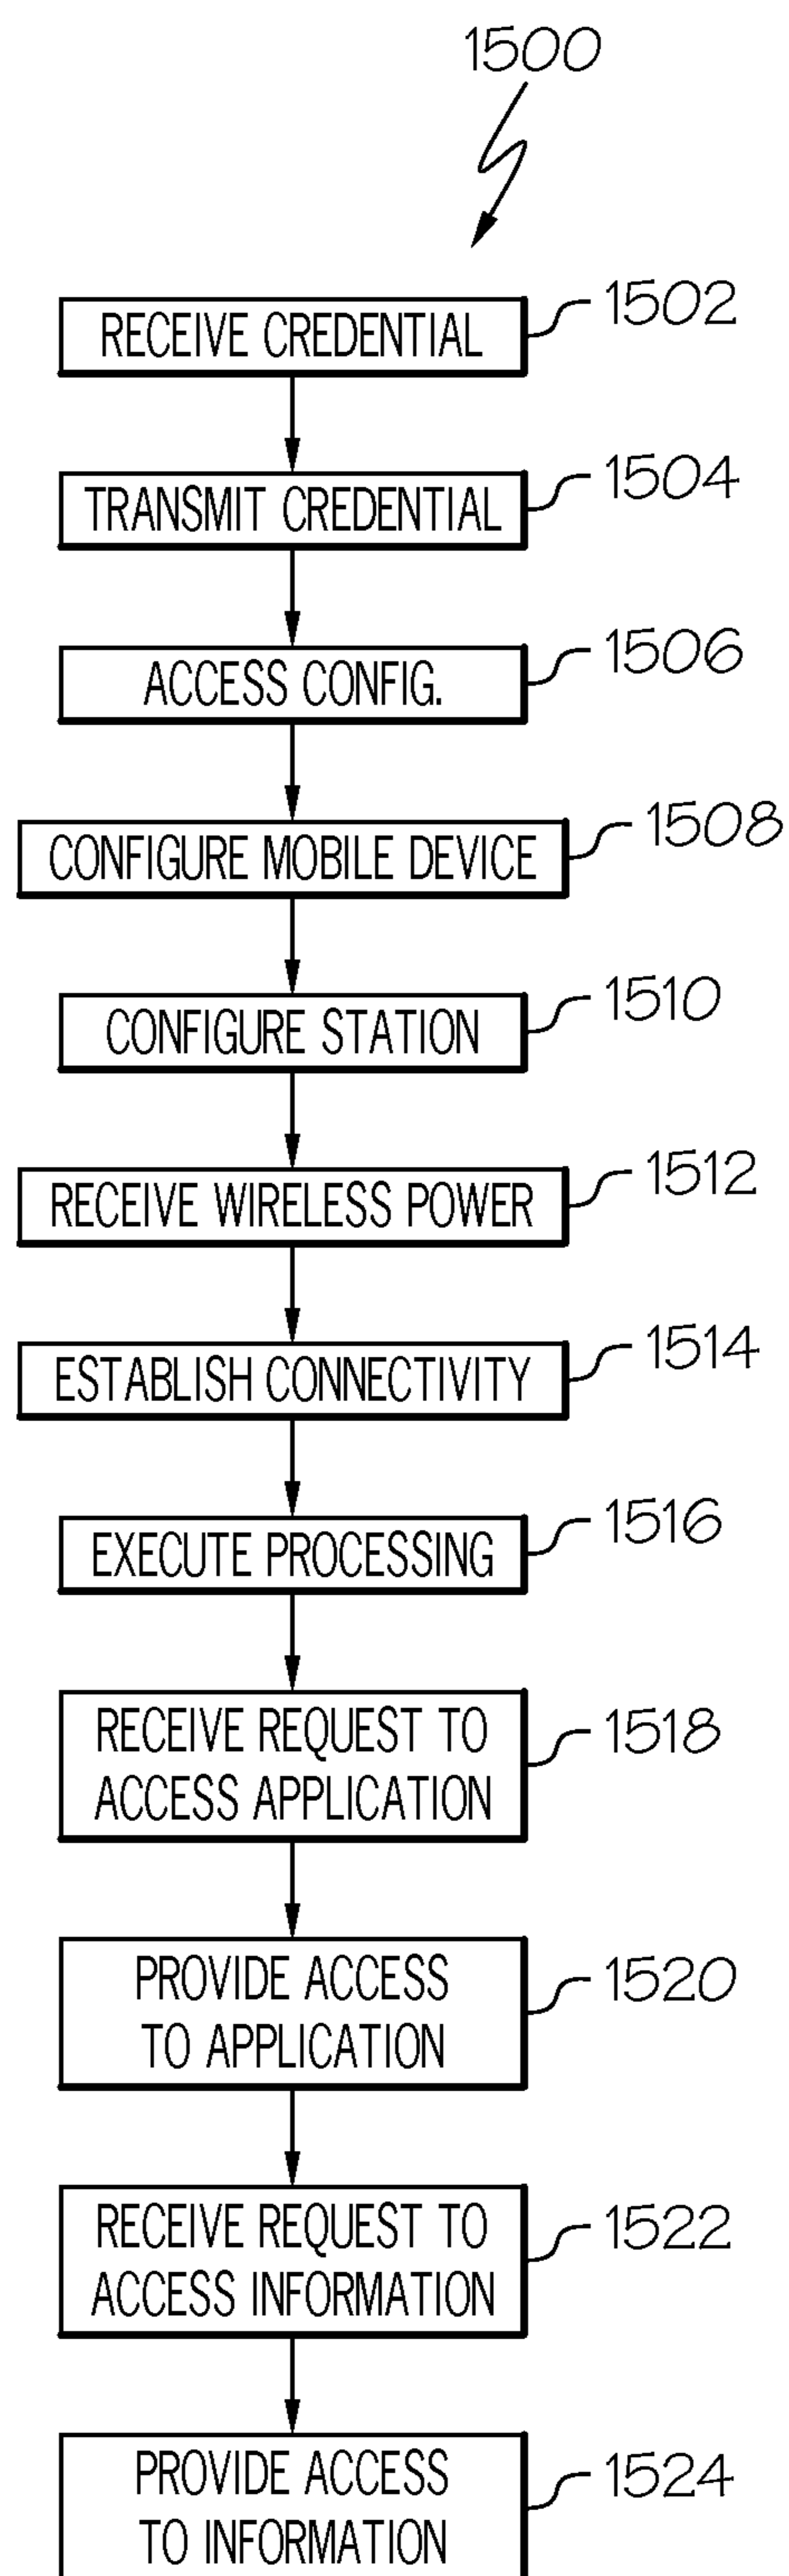 1500
RECEIVE CREDENTIAL
1502
TRANSMIT CREDENTIAL
1504
ACCESS CONFIG.
1506
CONFIGURE MOBILE DEVICE
1508
CONFIGURE STATION
1510
RECEIVE WIRELESS POWER
1512
ESTABLISH CONNECTIVITY
1514
EXECUTE PROCESSING
1516
RECEIVE REQUEST TO
ACCESS APPLICATION
1518
PROVIDE ACCESS
TO APPLICATION
1520
RECEIVE REQUEST TO
ACCESS INFORMATION
1522
PROVIDE ACCESS
TO INFORMATION
1524